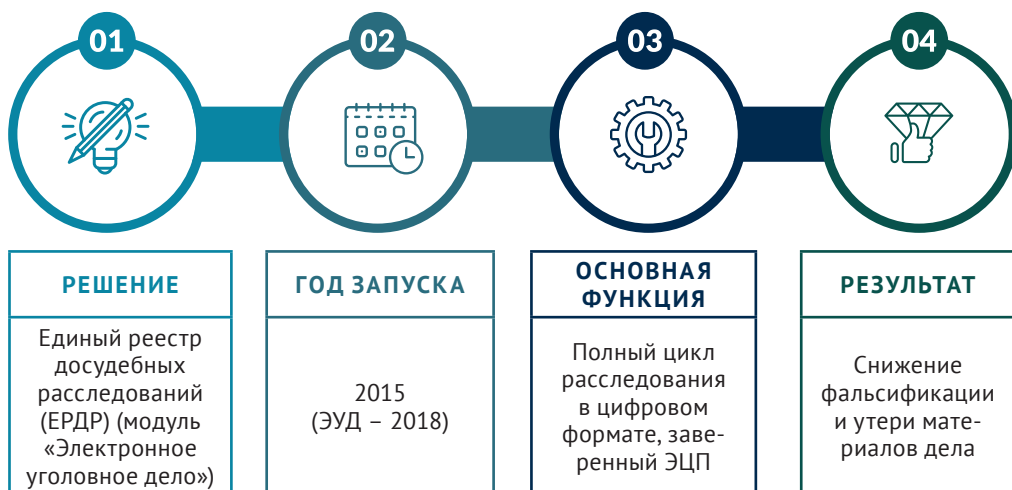 01
02
03
04
РЕШЕНИЕ
Единый реестр
досудебных
расследований
(ЕРДР) (модуль
«Электронное
уголовное дело»)
ГОД ЗАПУСКА
2015
(ЭУД – 2018)
ОСНОВНАЯ
ФУНКЦИЯ
Полный цикл
расследования
в цифровом
формате, заве-
ренный ЭЦП
РЕЗУЛЬТАТ
Снижение
фальсификации
и утери мате-
риалов дела